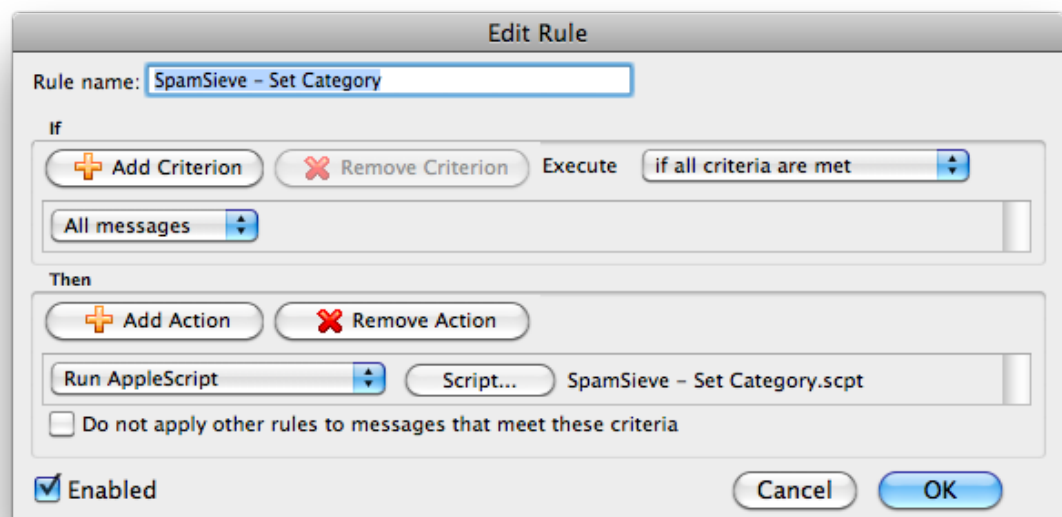 Edit Rule
Rule name: SpamSieve – Set Category
If
Add Criterion Remove Criterion Execute if all criteria are met
All messages
Then
Add Action Remove Action
Run AppleScript Script... SpamSieve – Set Category.scpt
Do not apply other rules to messages that meet these criteria
Enabled Cancel OK